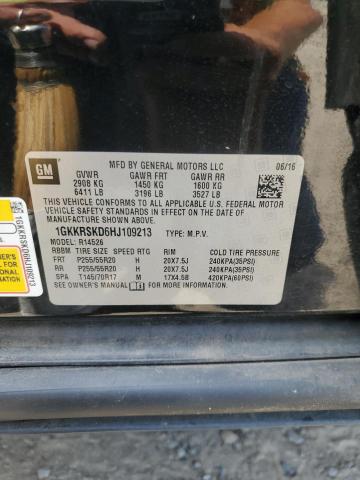 GM
MFD BY GENERAL MOTORS LLC 06/16
GVWR GAWR FRT GAWR RR
2908 KG 1450 KG 1600 KG
6411 LB 3196 LB 3527 LB
THIS VEHICLE CONFORMS TO ALL APPLICABLE U.S. FEDERAL MOTOR
VEHICLE SAFETY STANDARDS IN EFFECT ON THE DATE OF
MANUFACTURE SHOWN ABOVE.
1GKKRSKD6HJ109213 TYPE: M.P.V.
MODEL: R14526
RBBM TIRE SIZE SPEED RTG RIM COLD TIRE PRESSURE
FRT P255/55R20 H 20X7.5J 240KPA(35PSI)
RR P255/55R20 H 20X7.5J 240KPA(35PSI)
SPA T145/70R17 M 17X4.5B 420KPA(60PSI)
SEE OWNER'S MANUAL FOR MORE INFORMATION.
1GKKRSKD6HJ109213